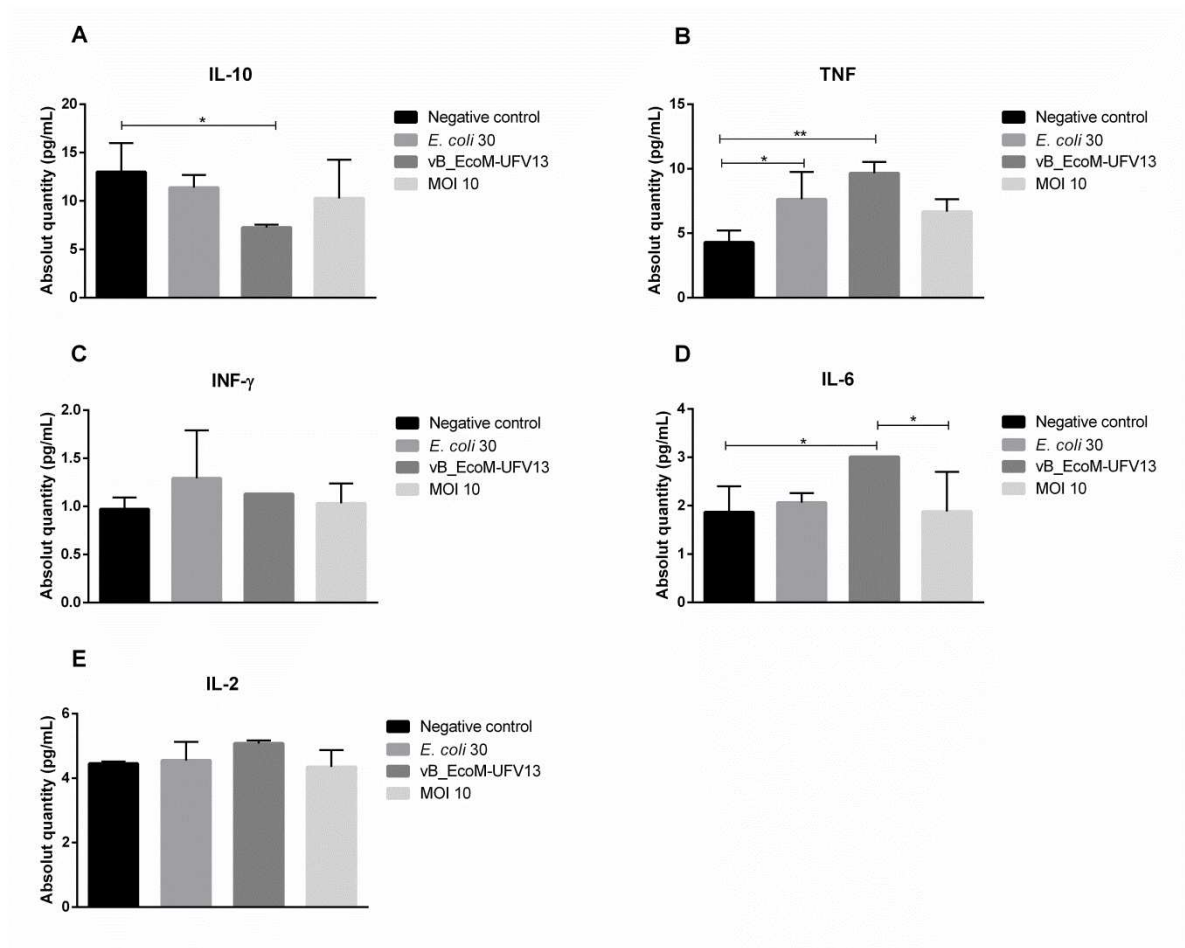 A
IL-10
Absolut quantity (pg/mL)
20
15
10
5
0
*
Negative control
E. coli 30
vB_EcoM-UFV13
MOI 10
B
TNF
Absolut quantity (pg/mL)
15
10
5
0
**
*
Negative control
E. coli 30
vB_EcoM-UFV13
MOI 10
C
INF-γ
Absolut quantity (pg/mL)
2.0
1.5
1.0
0.5
0.0
Negative control
E. coli 30
vB_EcoM-UFV13
MOI 10
D
IL-6
Absolut quantity (pg/mL)
4
3
2
1
0
*
*
Negative control
E. coli 30
vB_EcoM-UFV13
MOI 10
E
IL-2
Absolut quantity (pg/mL)
6
4
2
0
Negative control
E. coli 30
vB_EcoM-UFV13
MOI 10